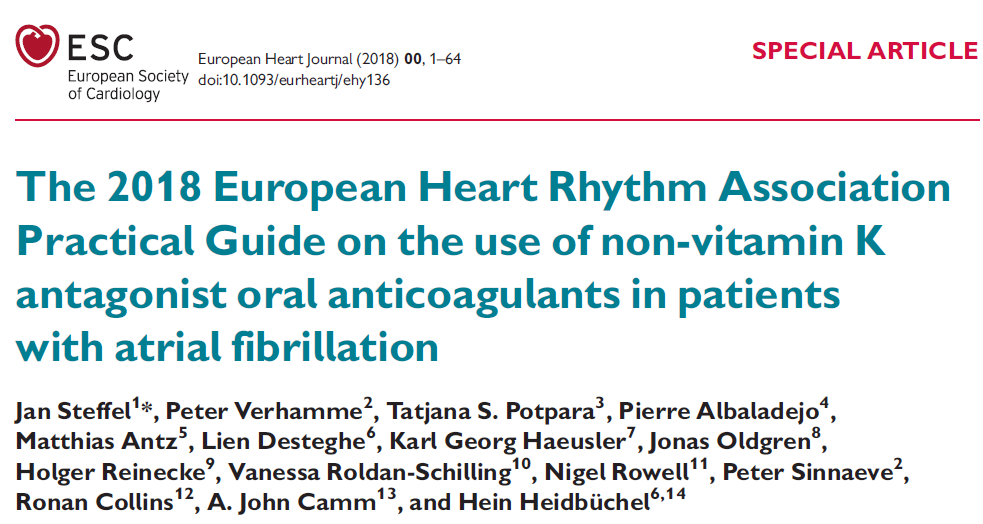 ESC
European Society
of Cardiology
European Heart Journal (2018) 00, 1–64
doi:10.1093/eurheartj/ehy136
SPECIAL ARTICLE
The 2018 European Heart Rhythm Association
Practical Guide on the use of non-vitamin K
antagonist oral anticoagulants in patients
with atrial fibrillation
Jan Steffel1*, Peter Verhamme2, Tatjana S. Potpara3, Pierre Albaladejo4,
Matthias Antz5, Lien Desteghe6, Karl Georg Haeusler7, Jonas Oldgren8,
Holger Reinecke9, Vanessa Roldan-Schilling10, Nigel Rowell11, Peter Sinnaeve2,
Ronan Collins12, A. John Camm13, and Hein Heidbüchel6,14